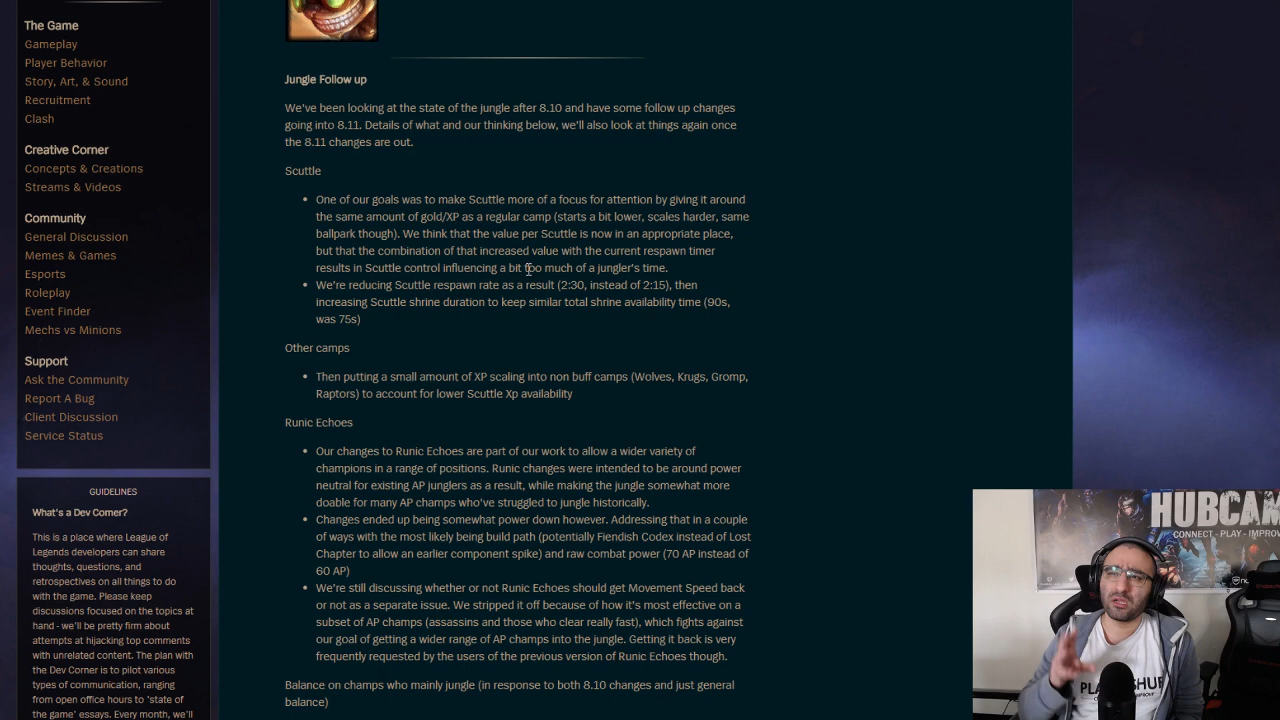 The Game
Gameplay
Player Behavior
Story, Art, & Sound
Recruitment
Clash
Creative Corner
Concepts & Creations
Streams & Videos
Community
General Discussion
Memes & Games
Esports
Roleplay
Event Finder
Mechs vs Minions
Support
Ask the Community
Report A Bug
Client Discussion
Service Status
GUIDELINES
What's a Dev Corner?
This is a place where League of
Legends developers can share
thoughts, questions, and
retrospectives on all things to do
with the game. Please keep
discussions focused on the topics at
hand - we'll be pretty firm about
attempts at hijacking top comments
with unrelated content. The plan with
the Dev Corner is to pilot various
types of communication, ranging
from open office hours to 'state of
the game' essays. Every month, we'll
Jungle Follow up
We've been looking at the state of the jungle after 8.10 and have some follow up changes
going into 8.11. Details of what and our thinking below, we'll also look at things again once
the 8.11 changes are out.
Scuttle
• One of our goals was to make Scuttle more of a focus for attention by giving it around
the same amount of gold/XP as a regular camp (starts a bit lower, scales harder, same
ballpark though). We think that the value per Scuttle is now in an appropriate place,
but that the combination of that increased value with the current respawn timer
results in Scuttle control influencing a bit too much of a jungler's time.
• We're reducing Scuttle respawn rate as a result (2:30, instead of 2:15), then
increasing Scuttle shrine duration to keep similar total shrine availability time (90s,
was 75s)
Other camps
• Then putting a small amount of XP scaling into non buff camps (Wolves, Krugs, Gromp,
Raptors) to account for lower Scuttle Xp availability
Runic Echoes
• Our changes to Runic Echoes are part of our work to allow a wider variety of
champions in a range of positions. Runic changes were intended to be around power
neutral for existing AP junglers as a result, while making the jungle somewhat more
doable for many AP champs who've struggled to jungle historically.
• Changes ended up being somewhat power down however. Addressing that in a couple
of ways with the most likely being build path (potentially Fiendish Codex instead of Lost
Chapter to allow an earlier component spike) and raw combat power (70 AP instead of
60 AP)
• We're still discussing whether or not Runic Echoes should get Movement Speed back
or not as a separate issue. We stripped it off because of how it's most effective on a
subset of AP champs (assassins and those who clear really fast), which fights against
our goal of getting a wider range of AP champs into the jungle. Getting it back is very
frequently requested by the users of the previous version of Runic Echoes though.
Balance on champs who mainly jungle (in response to both 8.10 changes and just general
balance)
HUBCAM
CONNECT - PLAY - IMPROV